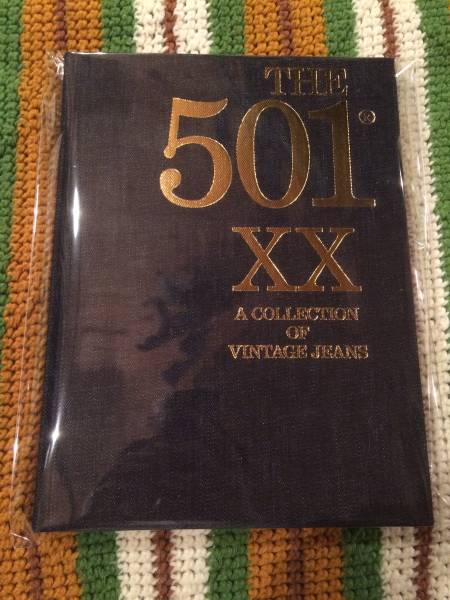 THE
501®
XX
A COLLECTION
OF
VINTAGE JEANS